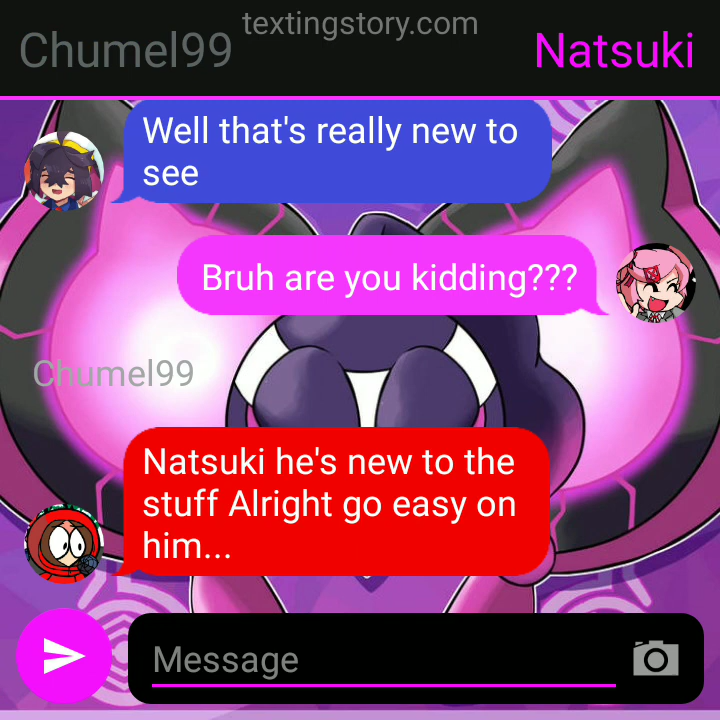 textingstory.com
Chumel99
Natsuki
Well that's really new to
see
Bruh are you kidding???
Chumel99
Natsuki he's new to the
stuff Alright go easy on
him...
Message